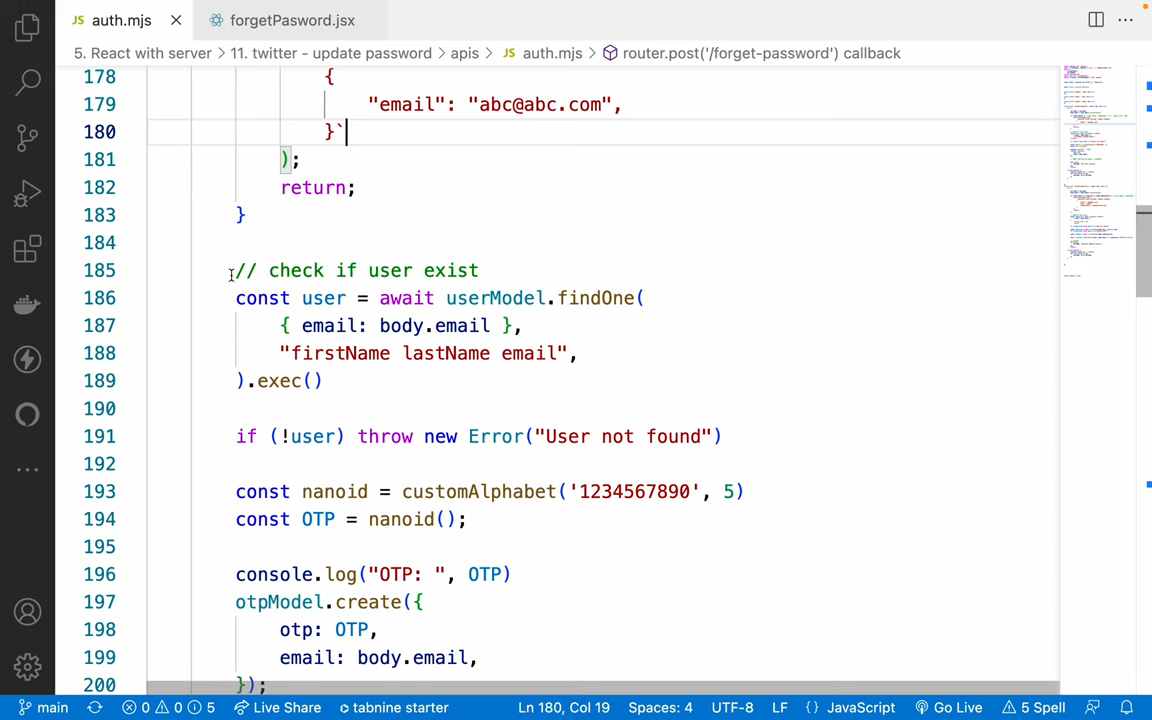 JS auth.mjs
forgetPasword.jsx
5. React with server > 11. twitter - update password > apis > JS auth.mjs > router.post('/forget-password') callback
178 {
179 "email": "abc@abc.com",
180 }`
181 );
182 return;
183 }
184
185 // check if user exist
186 const user = await userModel.findOne(
187 { email: body.email },
188 "firstName lastName email",
189 ).exec()
190
191 if (!user) throw new Error("User not found")
192
193 const nanoid = customAlphabet('1234567890', 5)
194 const OTP = nanoid();
195
196 console.log("OTP: ", OTP)
197 otpModel.create({
198 otp: OTP,
199 email: body.email,
200 });
main 0 0 5 Live Share tabnine starter Ln 180, Col 19 Spaces: 4 UTF-8 LF {} JavaScript Go Live 5 Spell